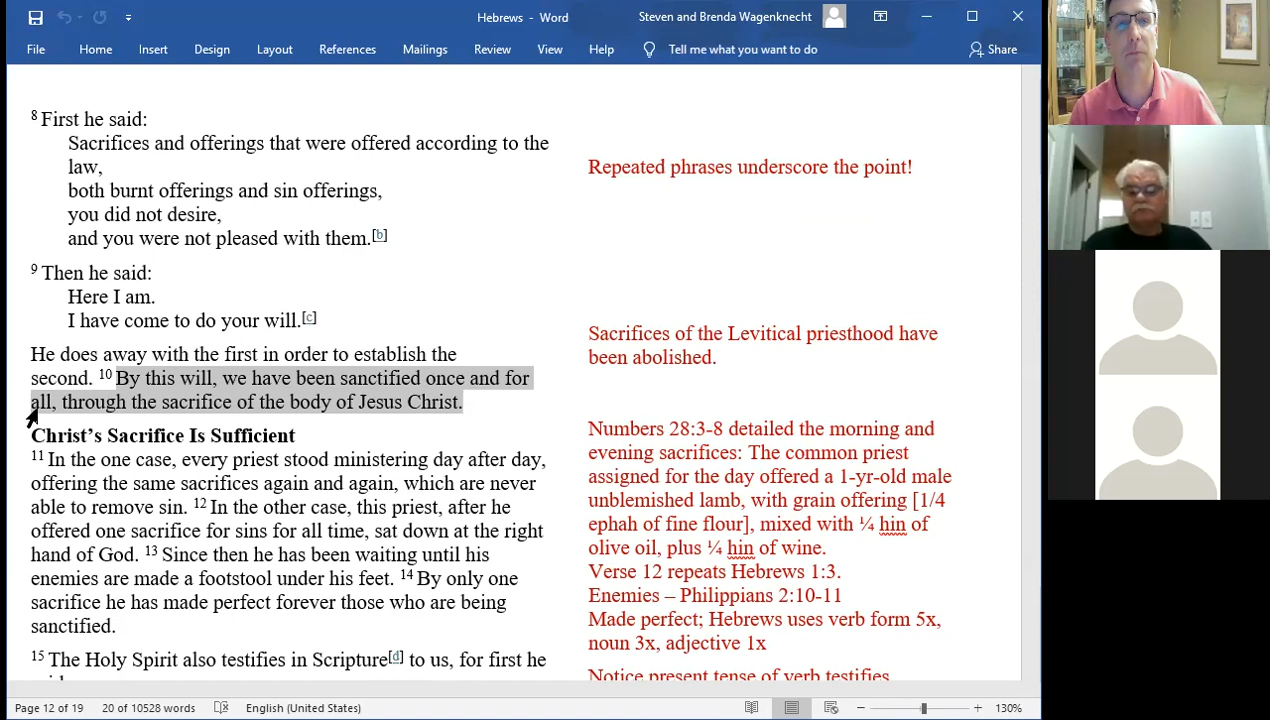 Hebrews - Word
Steven and Brenda Wagenknecht
File Home Insert Design Layout References Mailings Review View Help Tell me what you want to do Share
8 First he said:
Sacrifices and offerings that were offered according to the
law,
both burnt offerings and sin offerings,
you did not desire,
and you were not pleased with them.[b]
9 Then he said:
Here I am.
I have come to do your will.[c]
He does away with the first in order to establish the
second. 10 By this will, we have been sanctified once and for
all, through the sacrifice of the body of Jesus Christ.
Christ's Sacrifice Is Sufficient
11 In the one case, every priest stood ministering day after day,
offering the same sacrifices again and again, which are never
able to remove sin. 12 In the other case, this priest, after he
offered one sacrifice for sins for all time, sat down at the right
hand of God. 13 Since then he has been waiting until his
enemies are made a footstool under his feet. 14 By only one
sacrifice he has made perfect forever those who are being
sanctified.
15 The Holy Spirit also testifies in Scripture[d] to us, for first he
Repeated phrases underscore the point!
Sacrifices of the Levitical priesthood have
been abolished.
Numbers 28:3-8 detailed the morning and
evening sacrifices: The common priest
assigned for the day offered a 1-yr-old male
unblemished lamb, with grain offering [1/4
ephah of fine flour], mixed with ¼ hin of
olive oil, plus ¼ hin of wine.
Verse 12 repeats Hebrews 1:3.
Enemies – Philippians 2:10-11
Made perfect; Hebrews uses verb form 5x,
noun 3x, adjective 1x
Notice present tense of verb testifies
Page 12 of 19 20 of 10528 words English (United States) 130%